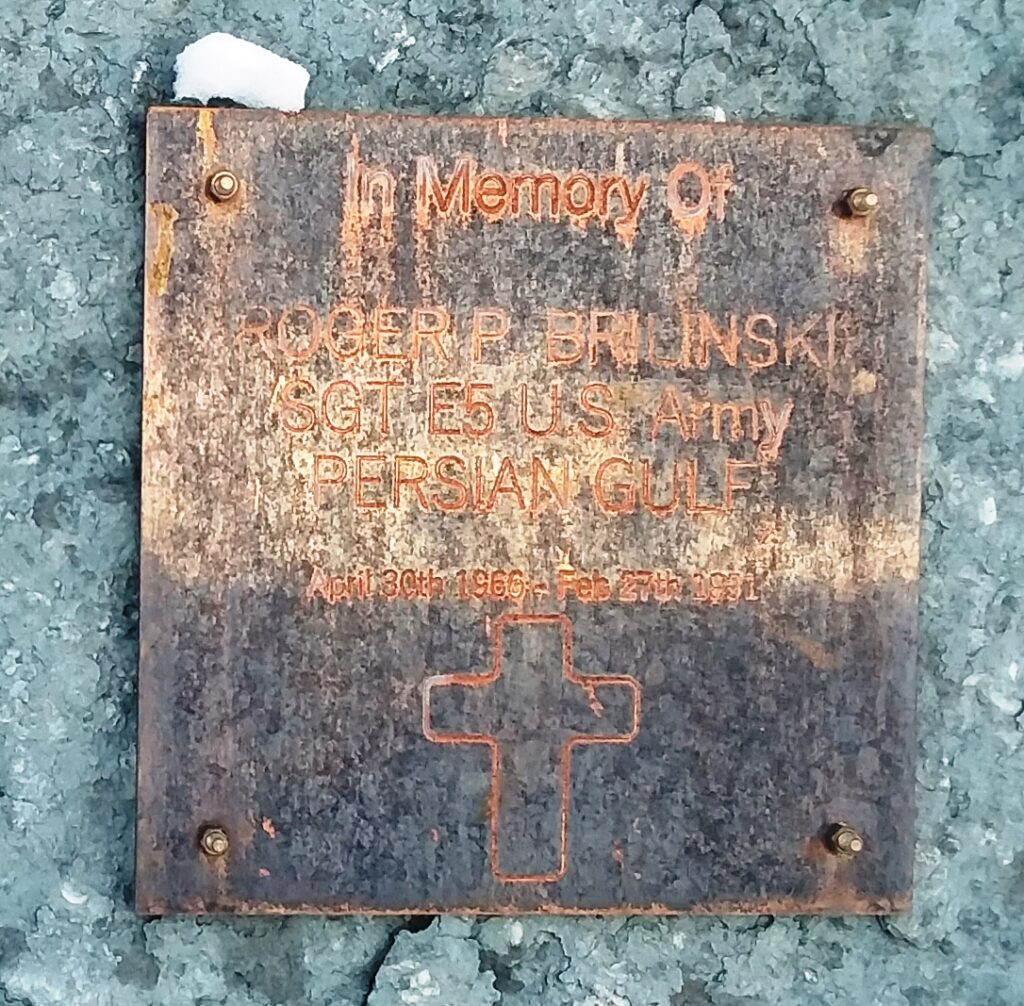 In Memory Of
ROGER P. BRILINSKI
SGT E5 U.S. Army
PERSIAN GULF
April 30th 1966 - Feb 27th 1991